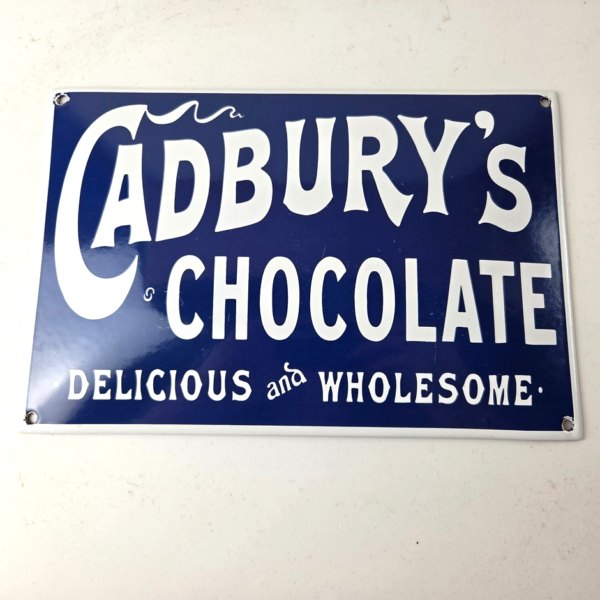 CADBURY'S
CHOCOLATE
·DELICIOUS and WHOLESOME·